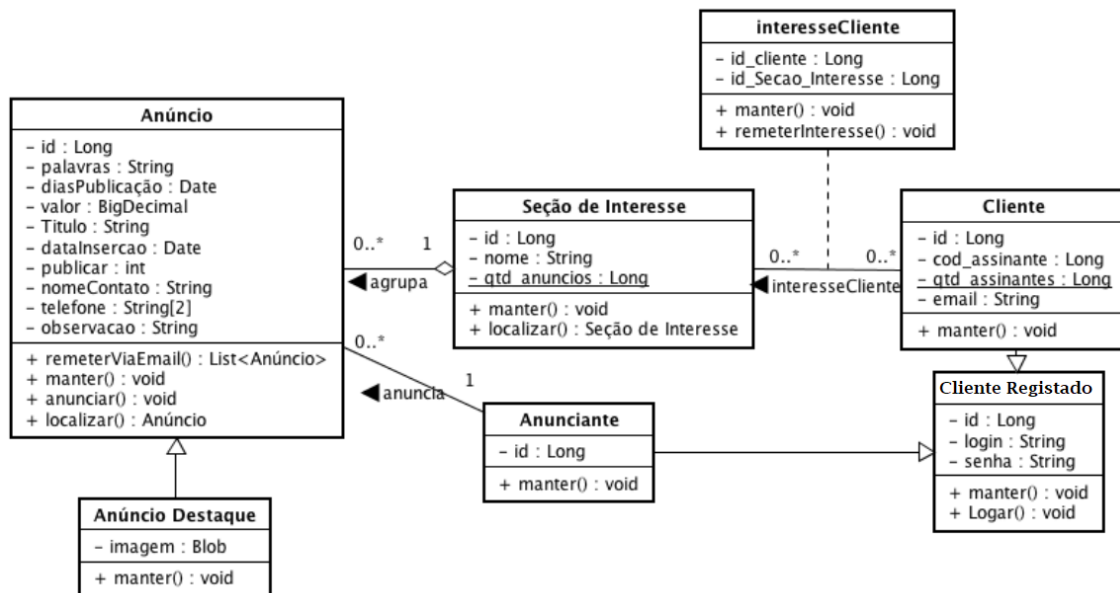 interesseCliente
- id_cliente : Long
- id_Secao_Interesse : Long
+ manter() : void
+ remeterInteresse() : void
Anúncio
- id : Long
- palavras : String
- diasPublicação : Date
- valor : BigDecimal
- Titulo : String
- dataInsercao : Date
- publicar : int
- nomeContato : String
- telefone : String[2]
- observacao : String
+ remeterViaEmail() : List<Anúncio>
+ manter() : void
+ anunciar() : void
+ localizar() : Anúncio
0..* 1
agrupa
Seção de Interesse
- id : Long
- nome : String
- qtd_anuncios : Long
+ manter() : void
+ localizar() : Seção de Interesse
0..* 0..*
interesseCliente
Cliente
- id : Long
- cod_assinante : Long
- qtd_assinantes : Long
- email : String
+ manter() : void
0..*
1
anuncia
Anunciante
- id : Long
+ manter() : void
Cliente Registado
- id : Long
- login : String
- senha : String
+ manter() : void
+ Logar() : void
Anúncio Destaque
- imagem : Blob
+ manter() : void